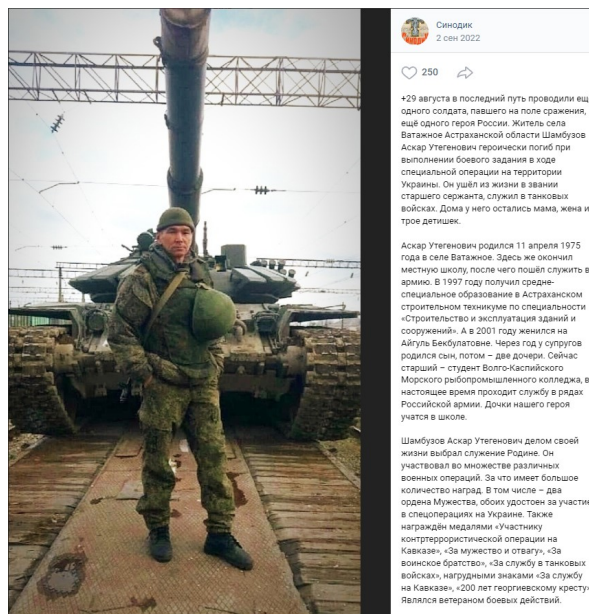 Синодик
2 сен 2022
250
+29 августа в последний путь проводили ещ
одного солдата, павшего на поле сражения,
ещё одного героя России. Житель села
Ватажное Астраханской области Шамбузов
Аскар Утегенович героически погиб при
выполнении боевого задания в ходе
специальной операции на территории
Украины. Он ушёл из жизни в звании
старшего сержанта, служил в танковых
войсках. Дома у него остались мама, жена и
трое детишек.
Аскар Утегенович родился 11 апреля 1975
года в селе Ватажное. Здесь же окончил
местную школу, после чего пошёл служить в
армию. В 1997 году получил средне-
специальное образование в Астраханском
строительном техникуме по специальности
«Строительство и эксплуатация зданий и
сооружений». А в 2001 году женился на
Айгуль Бекбулатовне. Через год у супругов
родился сын, потом – две дочери. Сейчас
старший – студент Волго-Каспийского
Морского рыбопромышленного колледжа, в
настоящее время проходит службу в рядах
Российской армии. Дочки нашего героя
учатся в школе.
Шамбузов Аскар Утегенович делом своей
жизни выбрал служение Родине. Он
участвовал во множестве различных
военных операций. За что имеет большое
количество наград. В том числе – два
ордена Мужества, обоих удостоен за участие
в спецоперациях на Украине. Также
награждён медалями «Участнику
контртеррористической операции на
Кавказе», «За мужество и отвагу», «За
воинское братство», «За службу в танковых
войсках», нагрудными знаками «За службу
на Кавказе», «200 лет георгиевскому кресту»
Являлся ветераном боевых действий.